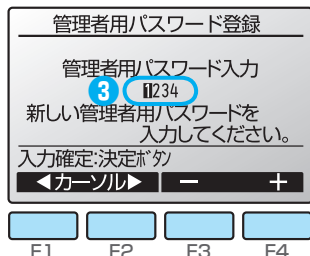 管理者用パスワード登録
管理者用パスワード入力
3 1234
新しい管理者用パスワードを
入力してください。
入力確定:決定ﾎﾞﾀﾝ
◀カーソル▶ － ＋
F1 F2 F3 F4